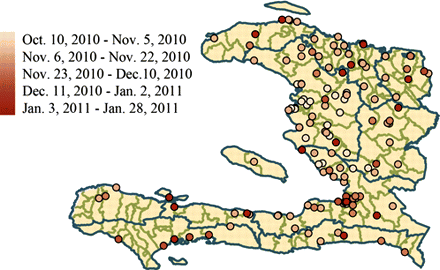 Oct. 10, 2010 - Nov. 5, 2010
Nov. 6, 2010 - Nov. 22, 2010
Nov. 23, 2010 - Dec.10, 2010
Dec. 11, 2010 - Jan. 2, 2011
Jan. 3, 2011 - Jan. 28, 2011